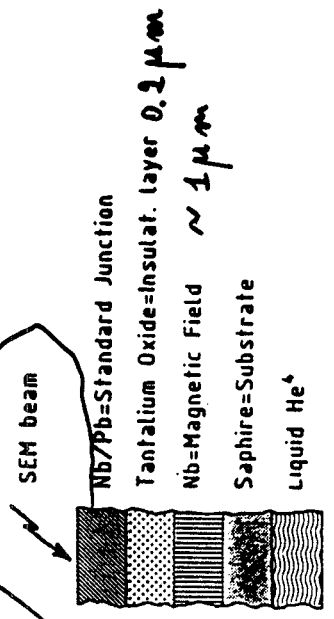 SEM beam
Nb/Pb=Standard Junction
Tantalium Oxide=Insulat. layer 0.2 µm
Nb=Magnetic Field ~ 1 µm
Saphire=Substrate
Liquid He⁴